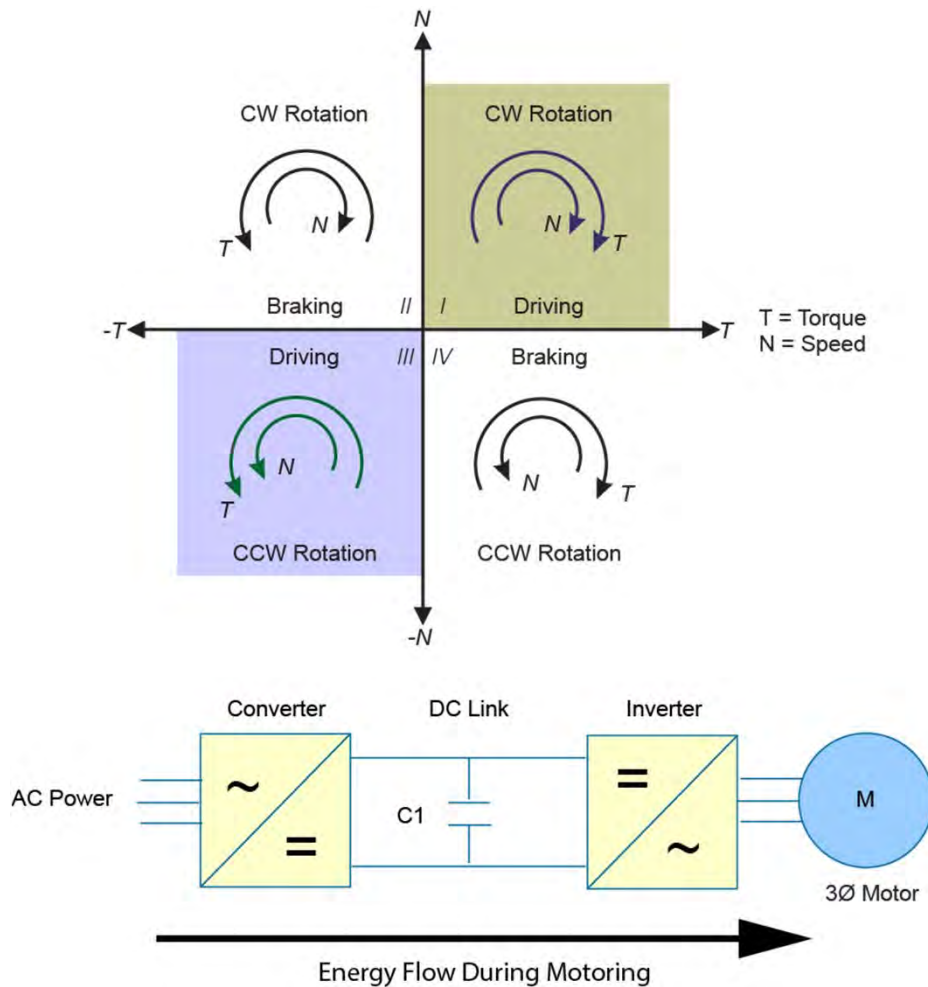 N
CW Rotation
CW Rotation
N
T
N
T
Braking
II
I
Driving
-T
T
T = Torque
N = Speed
Driving
III
IV
Braking
N
T
N
T
CCW Rotation
CCW Rotation
-N
Converter
DC Link
Inverter
~
=
AC Power
C1
M
=
~
3Ø Motor
Energy Flow During Motoring